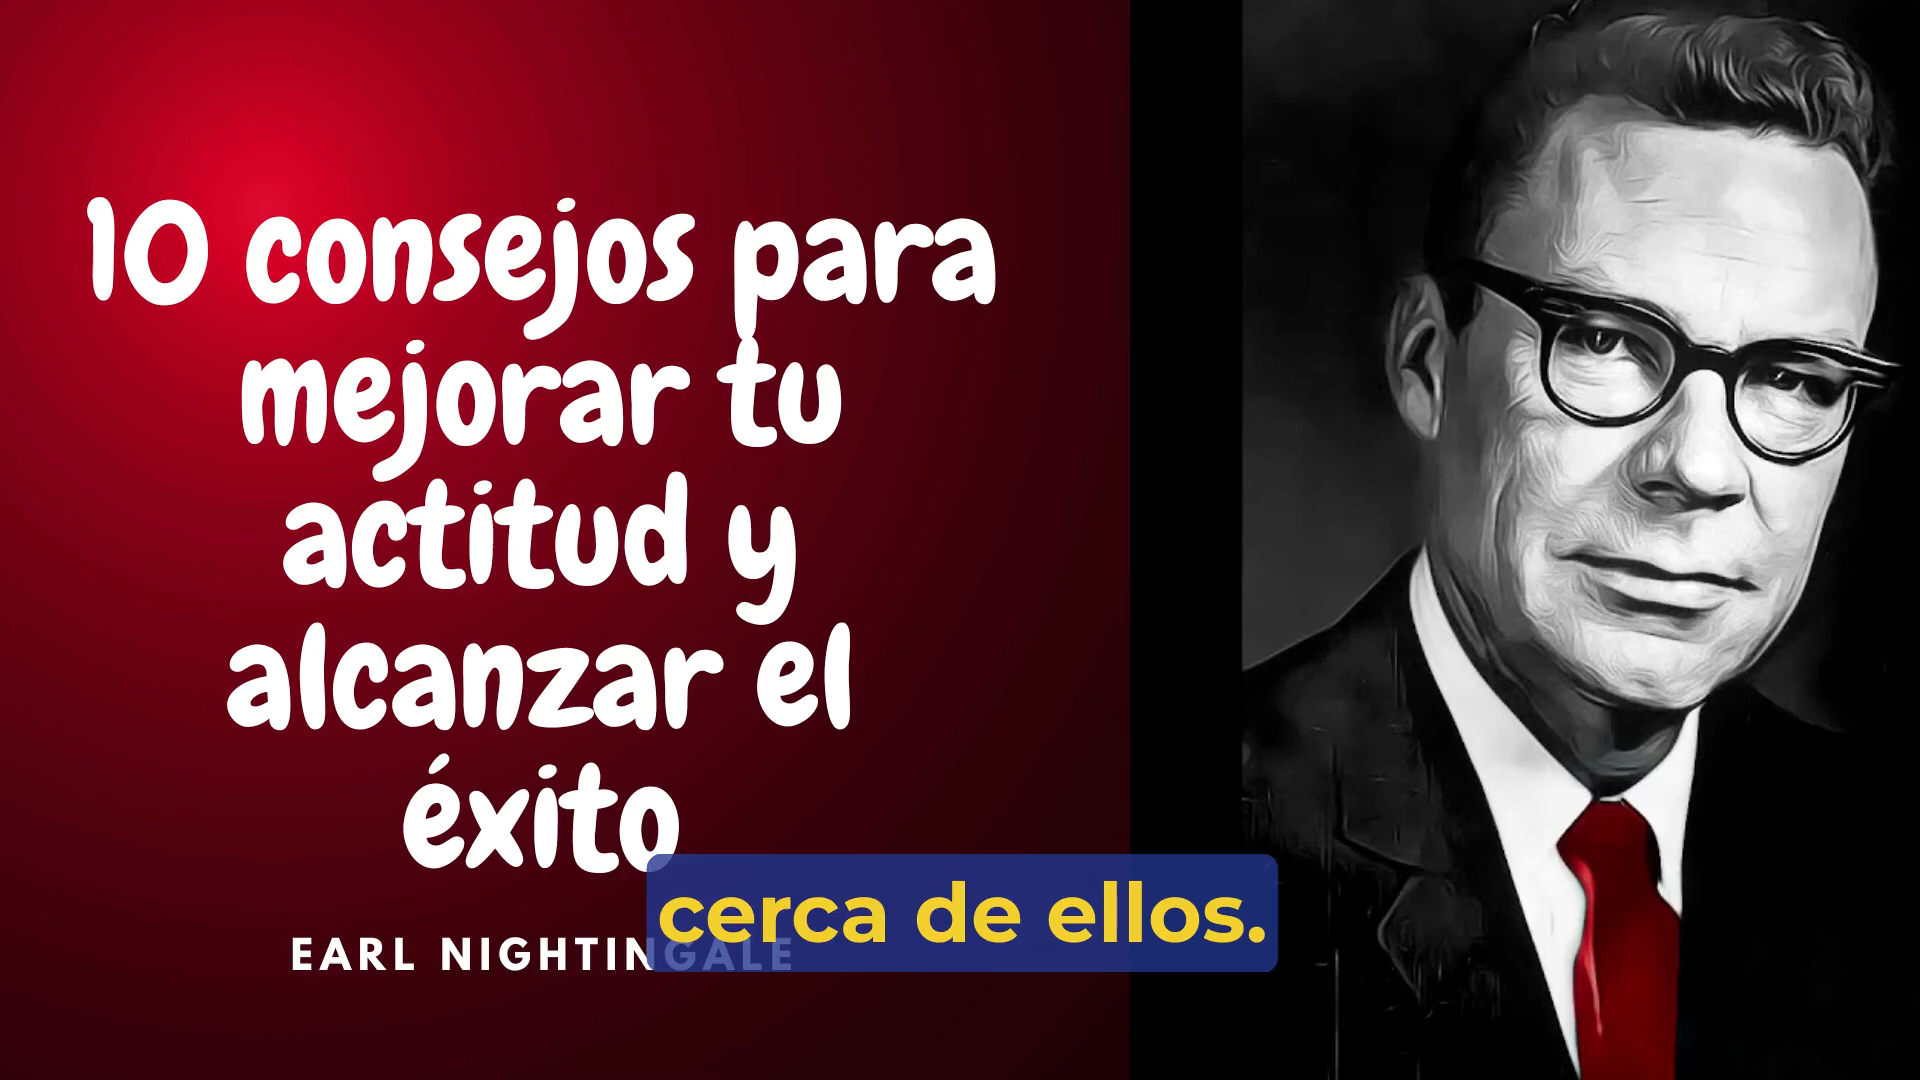 10 consejos para
mejorar tu
actitud y
alcanzar el
éxito
EARL NIGHTINGALE
cerca de ellos.